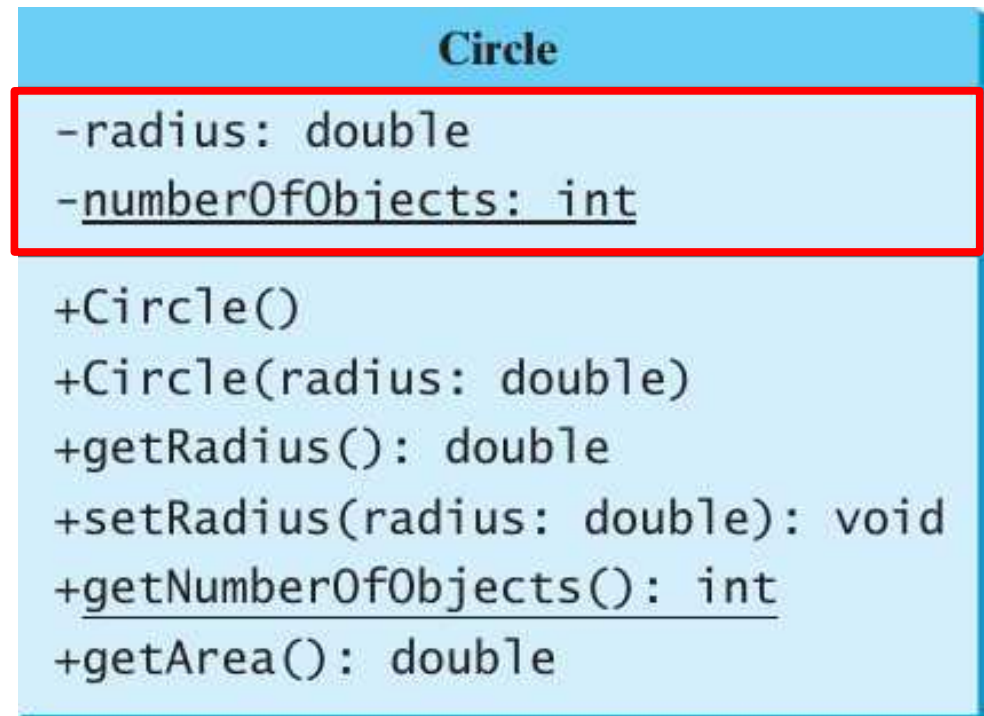 Circle
-radius: double
-numberOfObjects: int
+Circle()
+Circle(radius: double)
+getRadius(): double
+setRadius(radius: double): void
+getNumberOfObjects(): int
+getArea(): double